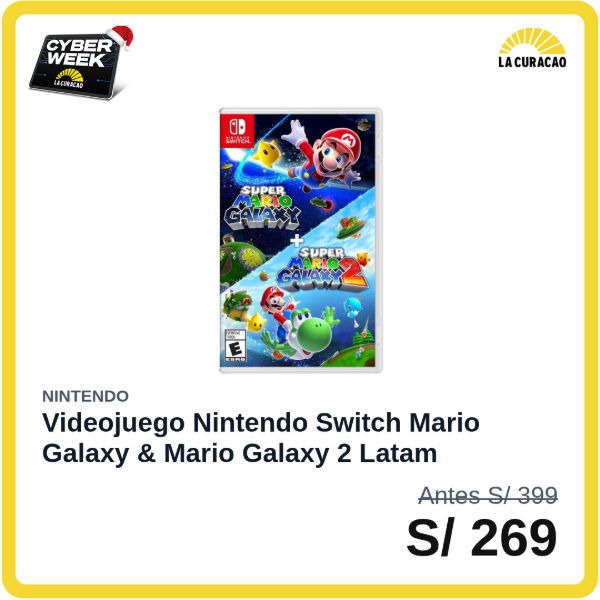 CYBER
WEEK
LA CURACAO
LA CURACAO
NINTENDO
SWITCH
SUPER
MARIO
GALAXY
+
SUPER
MARIO
GALAXY 2
E
ESRB
NINTENDO
Videojuego Nintendo Switch Mario
Galaxy & Mario Galaxy 2 Latam
Antes S/ 399
S/ 269